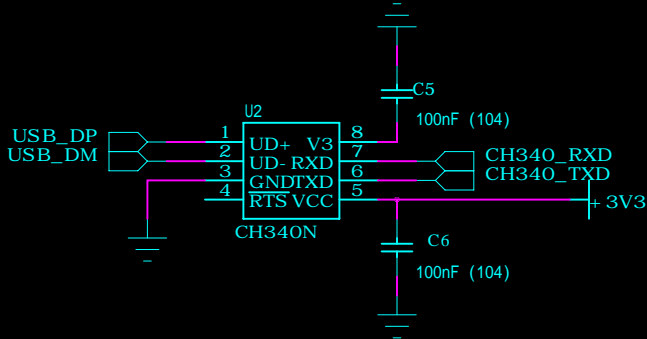 C5
100nF (104)
U2
USB_DP
USB_DM
1 UD+ V3 8
2 UD- RXD 7
3 GND TXD 6
4 RTS VCC 5
CH340_RXD
CH340_TXD
+3V3
CH340N
C6
100nF (104)